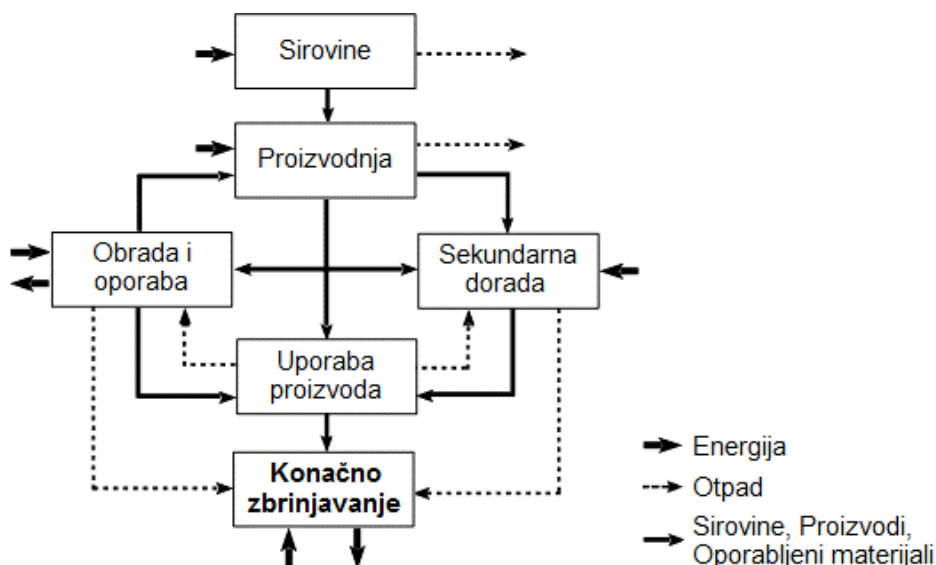 Sirovine
Proizvodnja
Obrada i
oporaba
Sekundarna
dorada
Uporaba
proizvoda
Konačno
zbrinjavanje
Energija
Otpad
Sirovine, Proizvodi,
Oporabljeni materijali